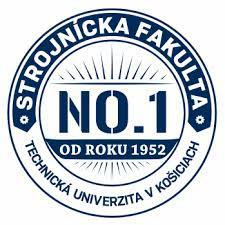 STROJNÍCKA FAKULTA
NO.1
OD ROKU 1952
TECHNICKÁ UNIVERZITA V KOŠICIACH